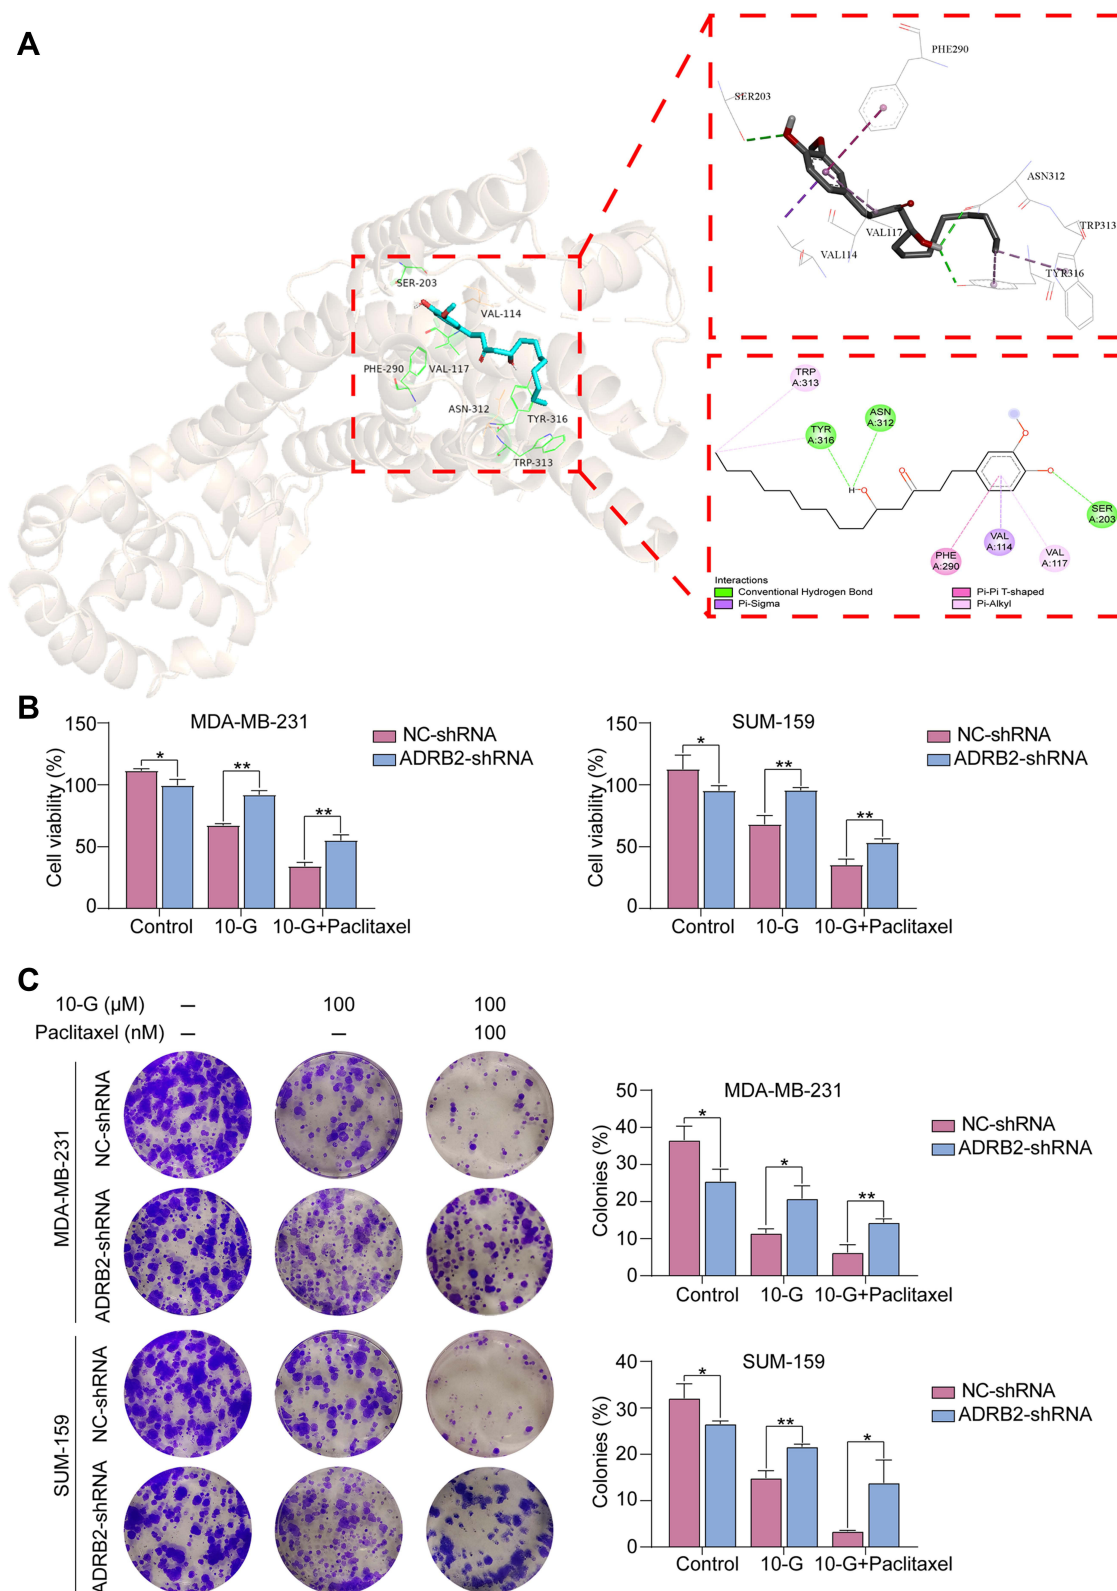 A
PHE290
SER203
ASN312
TRP313
VAL117
VAL114
TYR316
SER-203
VAL-114
PHE-290
VAL-117
ASN-312
TYR-316
TRP-313
TRP
A:313
ASN
A:312
TYR
A:316
H
O
O
O
O
SER
A:203
VAL
A:114
PHE
A:290
VAL
A:117
Interactions
Conventional Hydrogen Bond
Pi-Sigma
Pi-Pi T-shaped
Pi-Alkyl
B
MDA-MB-231
Cell viability (%)
150
100
50
0
*
**
**
Control 10-G 10-G+Paclitaxel
NC-shRNA
ADRB2-shRNA
SUM-159
Cell viability (%)
150
100
50
0
*
**
**
Control 10-G 10-G+Paclitaxel
NC-shRNA
ADRB2-shRNA
C
10-G (μM) – 100 100
Paclitaxel (nM) – – 100
MDA-MB-231
NC-shRNA
ADRB2-shRNA
SUM-159
NC-shRNA
ADRB2-shRNA
MDA-MB-231
Colonies (%)
50
40
30
20
10
0
*
*
**
Control 10-G 10-G+Paclitaxel
NC-shRNA
ADRB2-shRNA
SUM-159
Colonies (%)
40
30
20
10
0
*
**
*
Control 10-G 10-G+Paclitaxel
NC-shRNA
ADRB2-shRNA